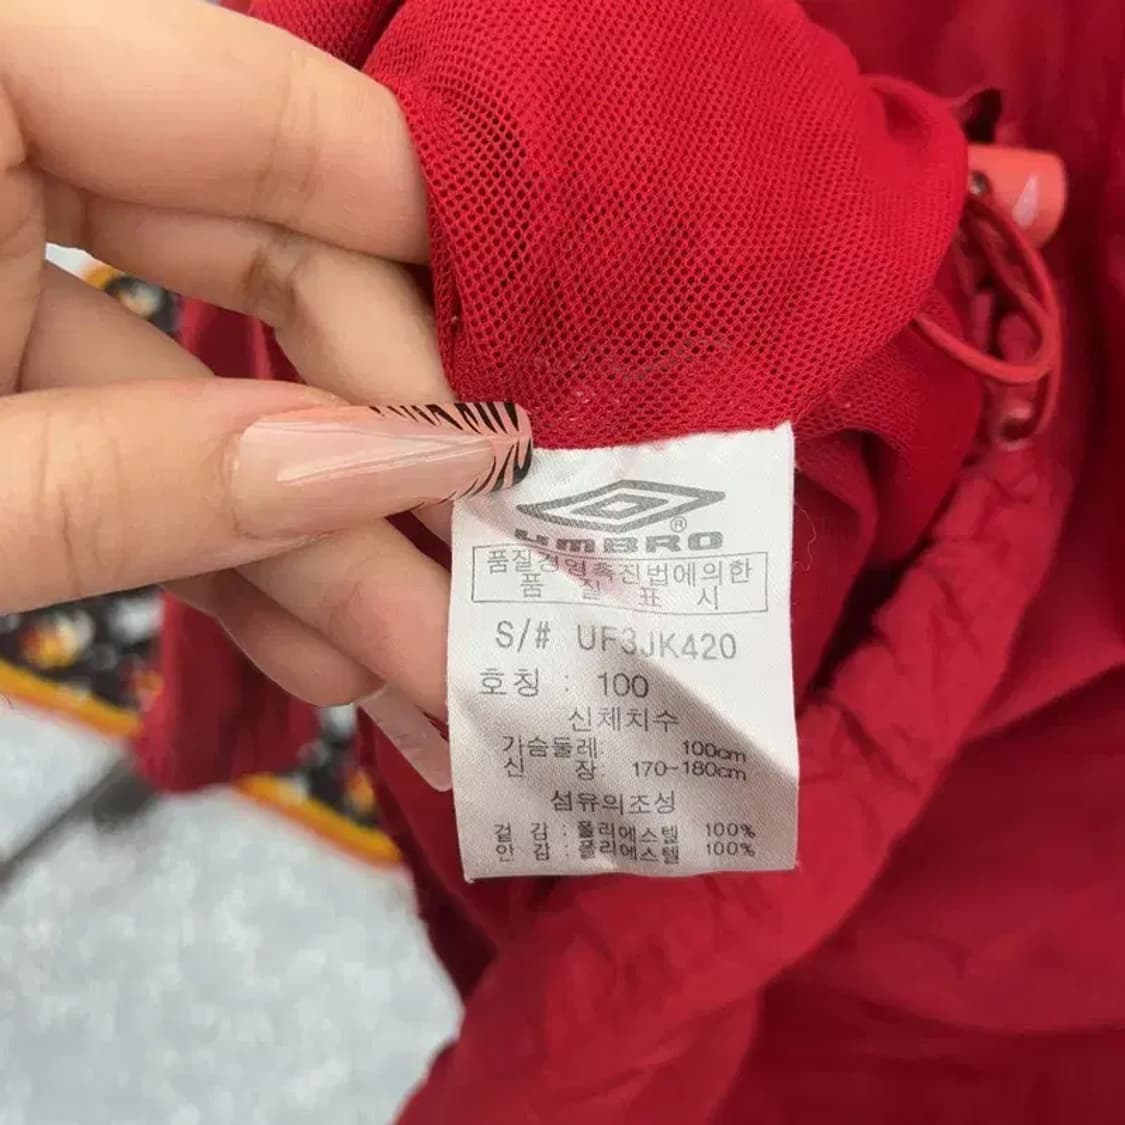 UMBRO®
품질경영촉진법에의한
품 질 표 시
S/# UF3JK420
호칭 : 100
신체치수
가슴둘레: 100cm
신 장: 170~180cm
섬유의조성
겉 감 : 폴리에스텔 100%
안 감 : 폴리에스텔 100%